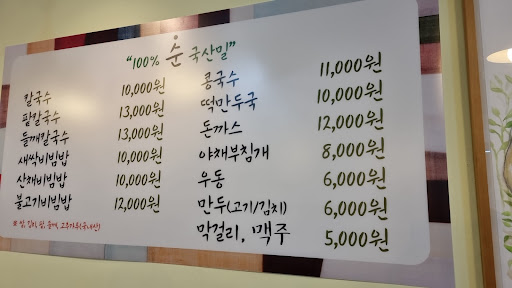 "100% 순 국산밀"
칼국수 10,000원
팥칼국수 13,000원
들깨칼국수 13,000원
새싹비빔밥 10,000원
산채비빔밥 10,000원
불고기비빔밥 12,000원
콩국수 11,000원
떡만두국 10,000원
돈까스 12,000원
야채부침개 8,000원
우동 6,000원
만두(고기/김치) 6,000원
막걸리, 맥주 5,000원